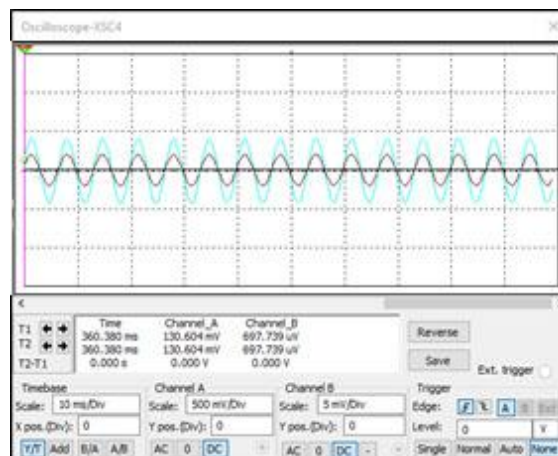 Oscilloscope-XSC4
Time Channel_A Channel_B
T1 360.380 ms 130.604 mV 697.739 uV
T2 360.380 ms 130.604 mV 697.739 uV
T2-T1 0.000 s 0.000 V 0.000 V
Reverse
Save
Ext. trigger
Timebase
Scale: 10 ms/Div
X pos.(Div): 0
Y/T Add B/A A/B
Channel A
Scale: 500 mV/Div
Y pos.(Div): 0
AC 0 DC
Channel B
Scale: 5 mV/Div
Y pos.(Div): 0
AC 0 DC -
Trigger
Edge: A B Ext
Level: 0 V
Single Normal Auto None